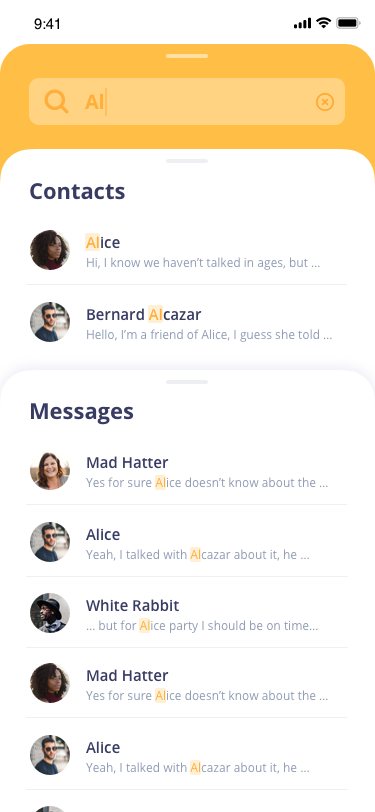 9:41
Al
Contacts
Alice
Hi, I know we haven’t talked in ages, but ...
Bernard Alcazar
Hello, I’m a friend of Alice, I guess she told ...
Messages
Mad Hatter
Yes for sure Alice doesn’t know about the ...
Alice
Yeah, I talked with Alcazar about it, he ...
White Rabbit
... but for Alice party I should be on time...
Mad Hatter
Yes for sure Alice doesn’t know about the ...
Alice
Yeah, I talked with Alcazar about it, he ...